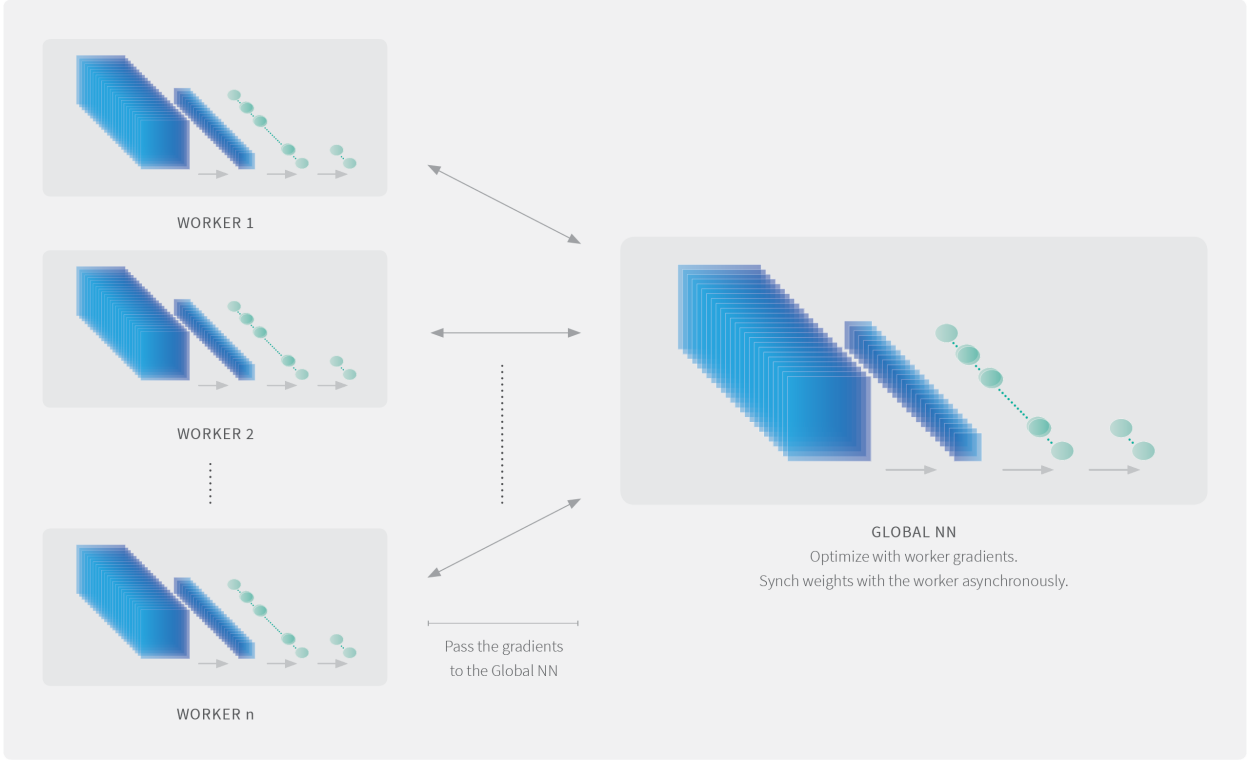 WORKER 1
WORKER 2
WORKER n
Pass the gradients
to the Global NN
GLOBAL NN
Optimize with worker gradients.
Synch weights with the worker asynchronously.